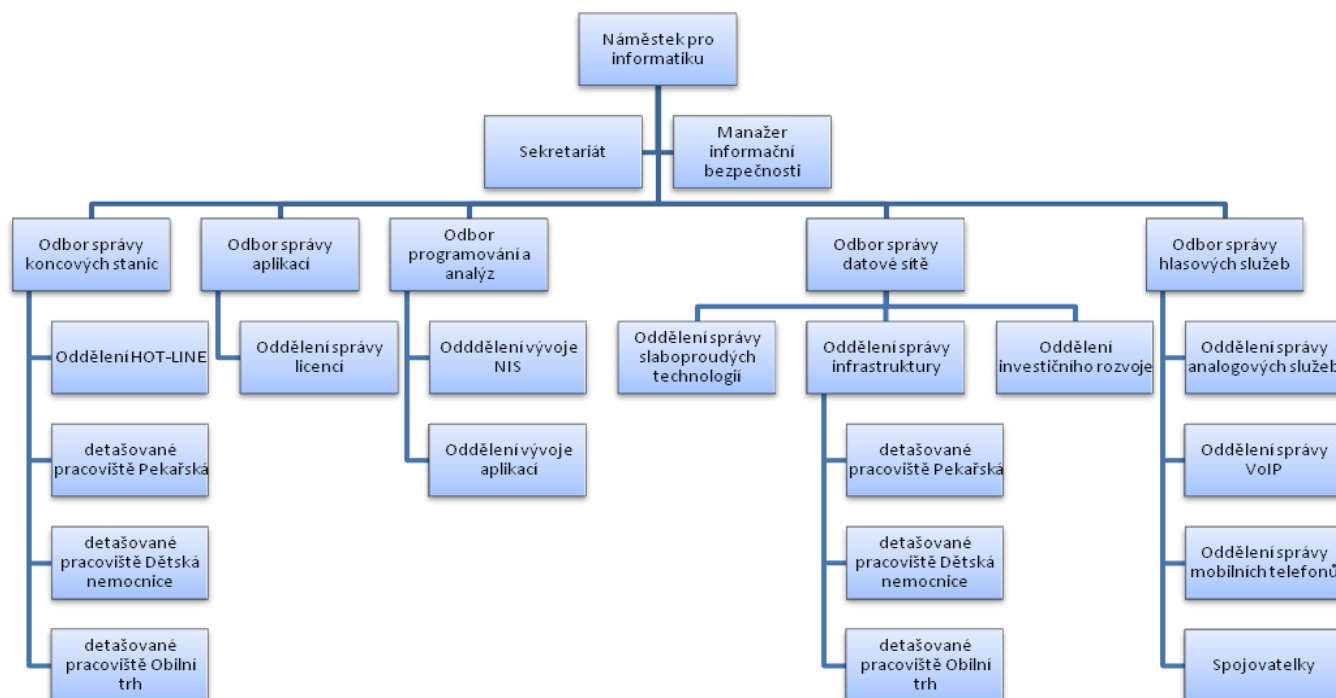 Náměstek pro
informatiku
Sekretariát
Manažer
informační
bezpečnosti
Odbor správy
koncových stanic
Odbor správy
aplikací
Odbor
programování a
analýz
Odbor správy
datové sítě
Odbor správy
hlasových služeb
Oddělení HOT-LINE
Oddělení správy
licencí
Odddělení vývoje
NIS
Oddělení správy
slaboproudých
technologií
Oddělení správy
infrastruktury
Oddělení
investičního rozvoje
Oddělení správy
analogových služeb
detašované
pracoviště Pekařská
Oddělení vývoje
aplikací
detašované
pracoviště Pekařská
Oddělení správy
VoIP
detašované
pracoviště Dětská
nemocnice
detašované
pracoviště Dětská
nemocnice
Oddělení správy
mobilních telefonů
detašované
pracoviště Obilní
trh
detašované
pracoviště Obilní
trh
Spojovatelky